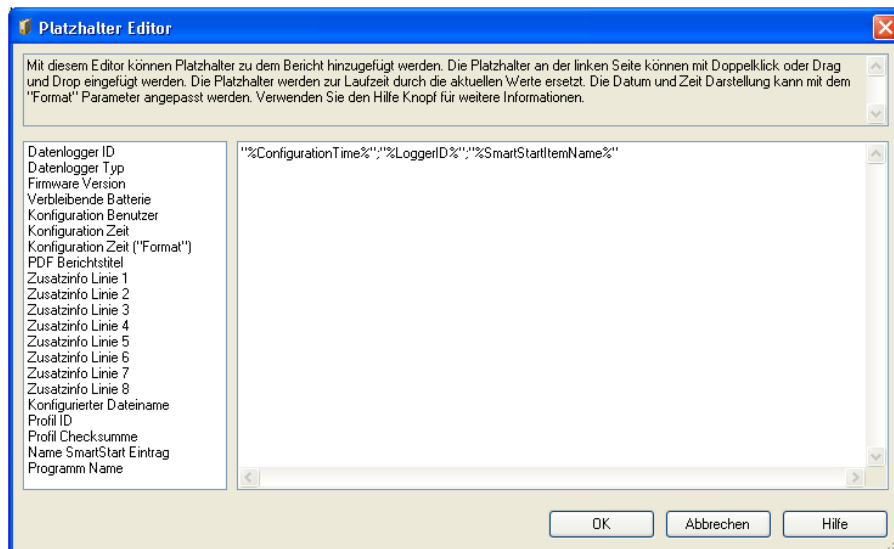 Platzhalter Editor
Mit diesem Editor können Platzhalter zu dem Bericht hinzugefügt werden. Die Platzhalter an der linken Seite können mit Doppelklick oder Drag
und Drop eingefügt werden. Die Platzhalter werden zur Laufzeit durch die aktuellen Werte ersetzt. Die Datum und Zeit Darstellung kann mit dem
"Format" Parameter angepasst werden. Verwenden Sie den Hilfe Knopf für weitere Informationen.
Datenlogger ID
Datenlogger Typ
Firmware Version
Verbleibende Batterie
Konfiguration Benutzer
Konfiguration Zeit
Konfiguration Zeit ("Format")
PDF Berichtstitel
Zusatzinfo Linie 1
Zusatzinfo Linie 2
Zusatzinfo Linie 3
Zusatzinfo Linie 4
Zusatzinfo Linie 5
Zusatzinfo Linie 6
Zusatzinfo Linie 7
Zusatzinfo Linie 8
Konfigurierter Dateiname
Profil ID
Profil Checksumme
Name SmartStart Eintrag
Programm Name
"%ConfigurationTime%";"%LoggerID%";"%SmartStartItemName%"
OK
Abbrechen
Hilfe